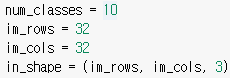 num_classes = 10
im_rows = 32
im_cols = 32
in_shape = (im_rows, im_cols, 3)